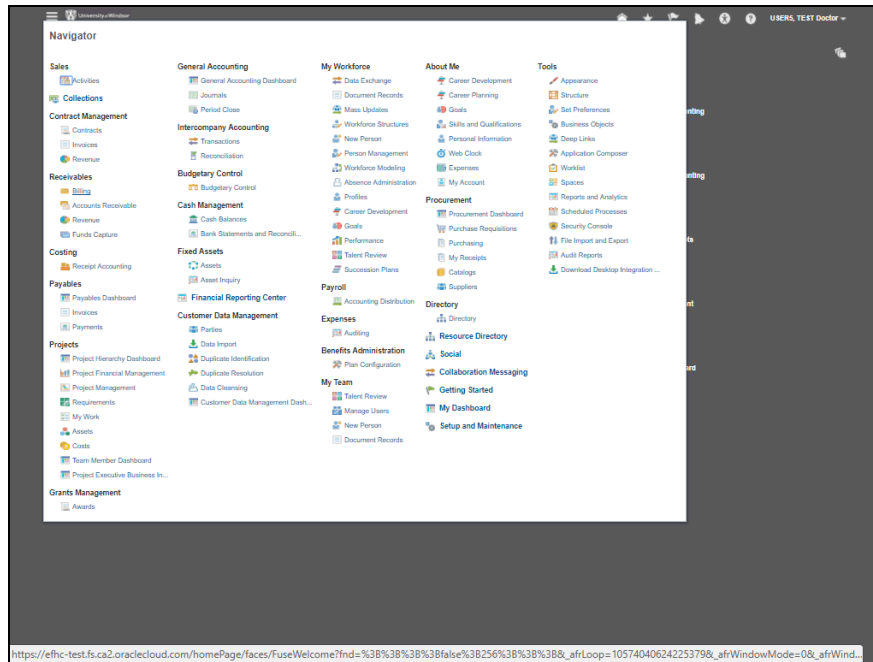 University of Windsor
USERS, TEST Doctor
Navigator
Sales
Activities
Collections
Contract Management
Contracts
Invoices
Revenue
Receivables
Billing
Accounts Receivable
Revenue
Funds Capture
Costing
Receipt Accounting
Payables
Payables Dashboard
Invoices
Payments
Projects
Project Hierarchy Dashboard
Project Financial Management
Project Management
Requirements
My Work
Assets
Costs
Team Member Dashboard
Project Executive Business In...
Grants Management
Awards
General Accounting
General Accounting Dashboard
Journals
Period Close
Intercompany Accounting
Transactions
Reconciliation
Budgetary Control
Budgetary Control
Cash Management
Cash Balances
Bank Statements and Reconcili...
Fixed Assets
Assets
Asset Inquiry
Financial Reporting Center
Customer Data Management
Parties
Data Import
Duplicate Identification
Duplicate Resolution
Data Cleansing
Customer Data Management Dash...
My Workforce
Data Exchange
Document Records
Mass Updates
Workforce Structures
New Person
Person Management
Workforce Modeling
Absence Administration
Profiles
Career Development
Goals
Performance
Talent Review
Succession Plans
Payroll
Accounting Distribution
Expenses
Auditing
Benefits Administration
Plan Configuration
My Team
Talent Review
Manage Users
New Person
Document Records
About Me
Career Development
Career Planning
Goals
Skills and Qualifications
Personal Information
Web Clock
Expenses
My Account
Procurement
Procurement Dashboard
Purchase Requisitions
Purchasing
My Receipts
Catalogs
Suppliers
Directory
Directory
Resource Directory
Social
Collaboration Messaging
Getting Started
My Dashboard
Setup and Maintenance
Tools
Appearance
Structure
Set Preferences
Business Objects
Deep Links
Application Composer
Worklist
Spaces
Reports and Analytics
Scheduled Processes
Security Console
File Import and Export
Audit Reports
Download Desktop Integration ...
nting
nting
ts
nt
ard
https://efhc-test.fs.ca2.oraclecloud.com/homePage/faces/FuseWelcome?fnd=%3B%3B%3B%3Bfalse%3B256%3B%3B%3B&_afrLoop=105740406242253​79&_afrWindowMode=0&_afrWind...